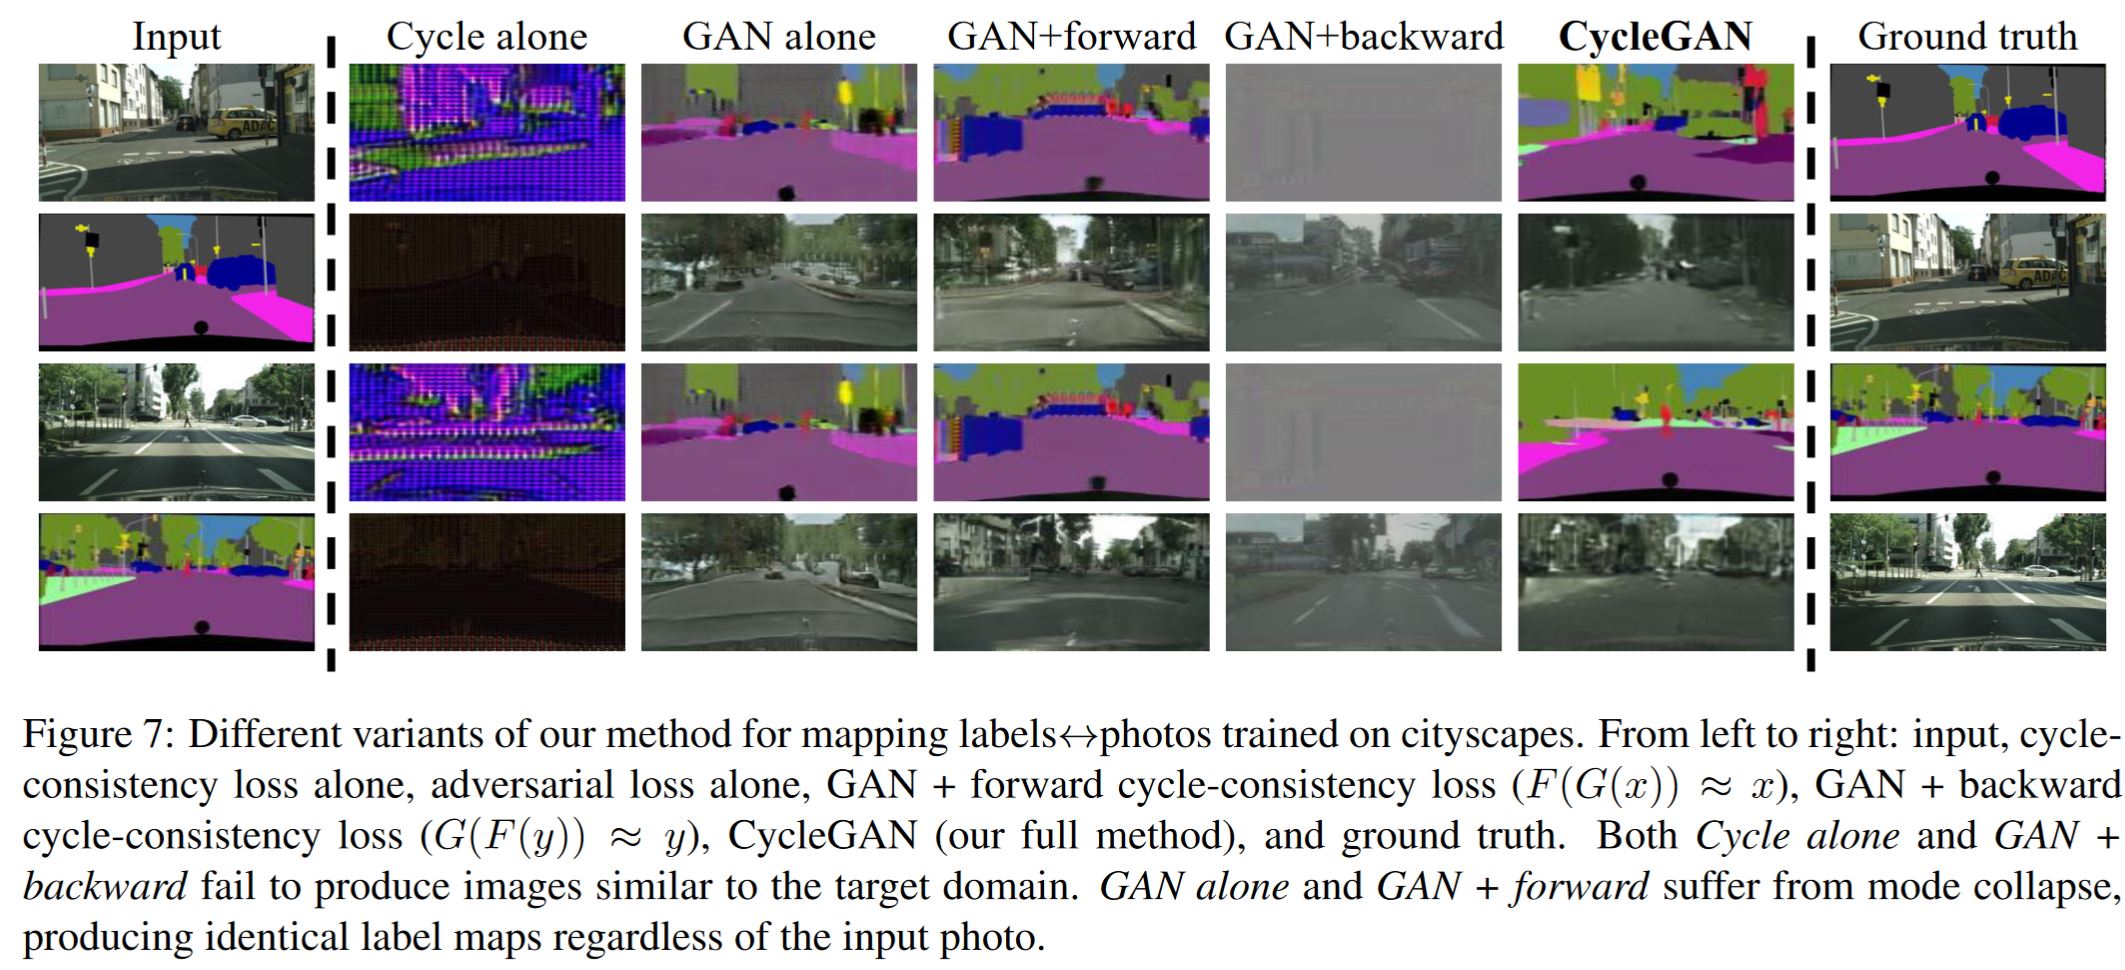 Input Cycle alone GAN alone GAN+forward GAN+backward CycleGAN Ground truth
ADAC
ADAC
Figure 7: Different variants of our method for mapping labels↔photos trained on cityscapes. From left to right: input, cycle-
consistency loss alone, adversarial loss alone, GAN + forward cycle-consistency loss (F(G(x)) ≈ x), GAN + backward
cycle-consistency loss (G(F(y)) ≈ y), CycleGAN (our full method), and ground truth. Both Cycle alone and GAN +
backward fail to produce images similar to the target domain. GAN alone and GAN + forward suffer from mode collapse,
producing identical label maps regardless of the input photo.